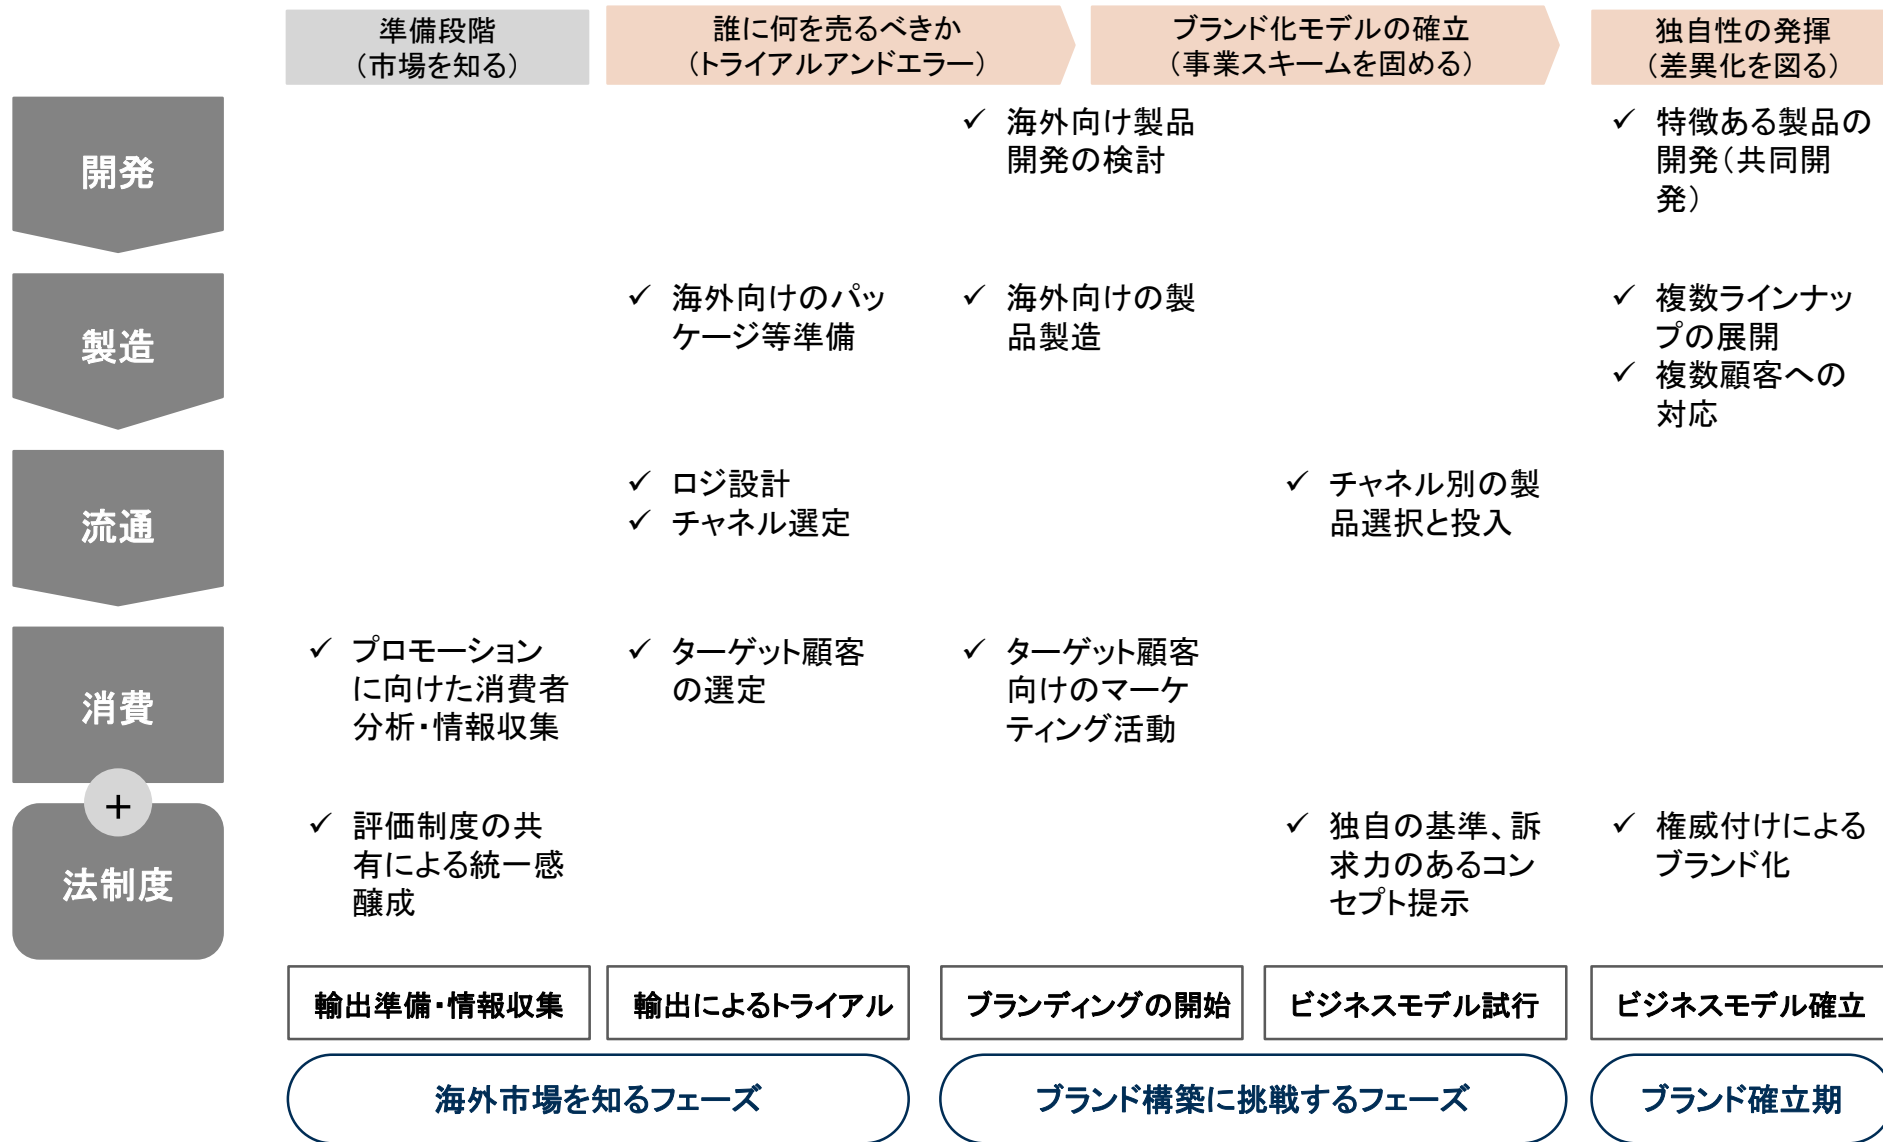 準備段階
（市場を知る）
誰に何を売るべきか
（トライアルアンドエラー）
ブランド化モデルの確立
（事業スキームを固める）
独自性の発揮
（差異化を図る）
開発
✓ 海外向け製品
開発の検討
✓ 特徴ある製品の
開発（共同開
発）
製造
✓ 海外向けのパッ
ケージ等準備
✓ 海外向けの製
品製造
✓ 複数ラインナッ
プの展開
✓ 複数顧客への
対応
流通
✓ ロジ設計
✓ チャネル選定
✓ チャネル別の製
品選択と投入
消費
✓ プロモーション
に向けた消費者
分析・情報収集
✓ ターゲット顧客
の選定
✓ ターゲット顧客
向けのマーケ
ティング活動
+
法制度
✓ 評価制度の共
有による統一感
醸成
✓ 独自の基準、訴
求力のあるコン
セプト提示
✓ 権威付けによる
ブランド化
輸出準備・情報収集
輸出によるトライアル
ブランディングの開始
ビジネスモデル試行
ビジネスモデル確立
海外市場を知るフェーズ
ブランド構築に挑戦するフェーズ
ブランド確立期